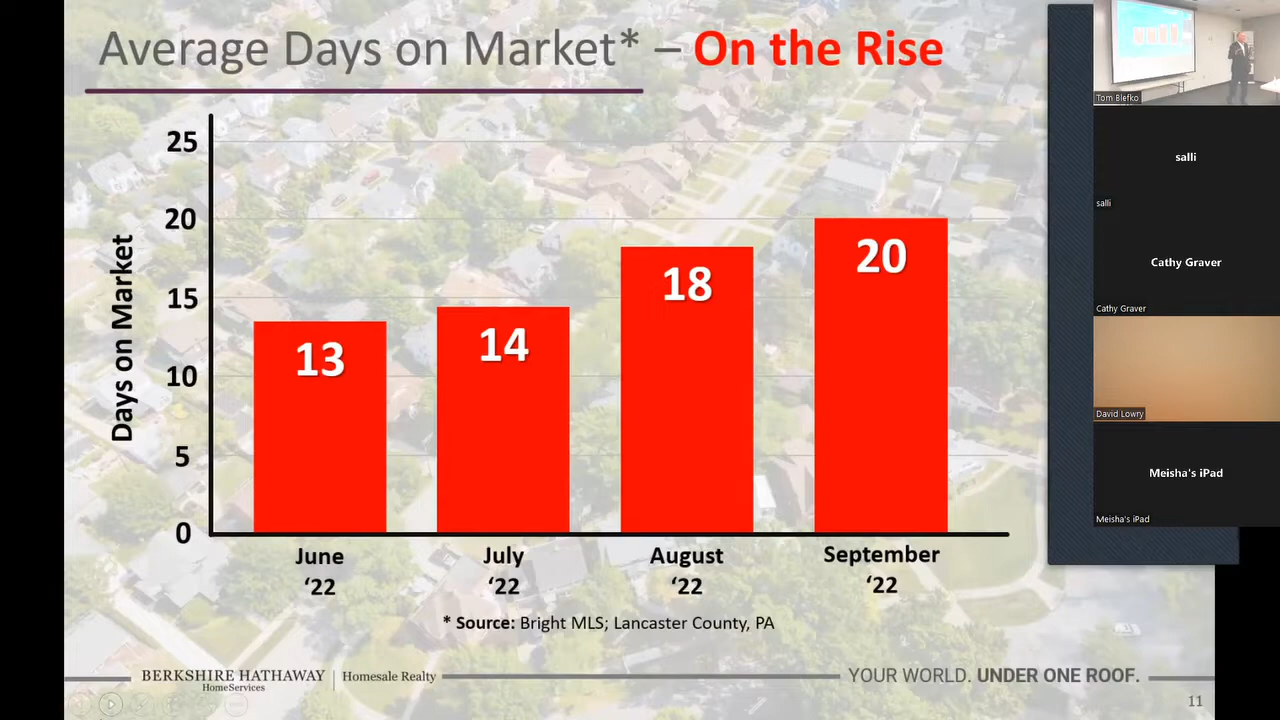 Average Days on Market* – On the Rise
25
20
15
10
5
0
Days on Market
13
14
18
20
June
‘22
July
‘22
August
‘22
September
‘22
* Source: Bright MLS; Lancaster County, PA
BERKSHIRE HATHAWAY
HomeServices
Homesale Realty
YOUR WORLD. UNDER ONE ROOF.
11
Tom Blefko
salli
salli
Cathy Graver
Cathy Graver
David Lowry
Meisha's iPad
Meisha's iPad